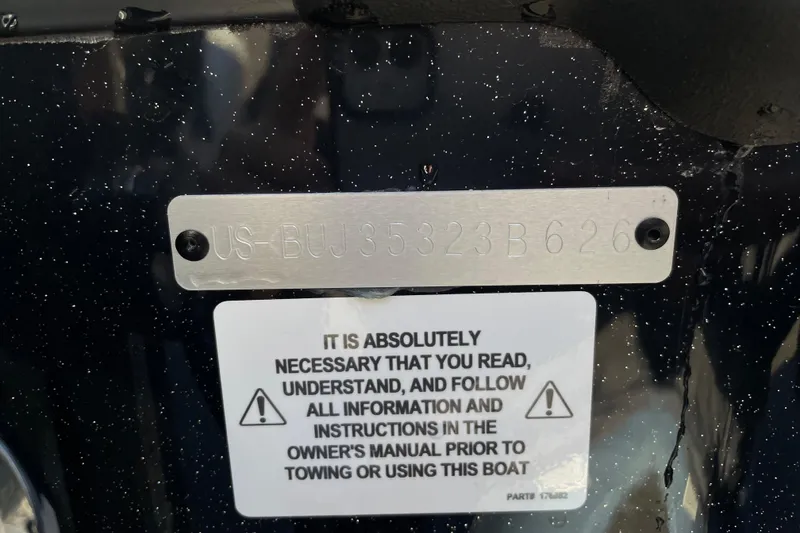 US-BUJ35323B626
IT IS ABSOLUTELY
NECESSARY THAT YOU READ,
UNDERSTAND, AND FOLLOW
ALL INFORMATION AND
INSTRUCTIONS IN THE
OWNER'S MANUAL PRIOR TO
TOWING OR USING THIS BOAT
PART#